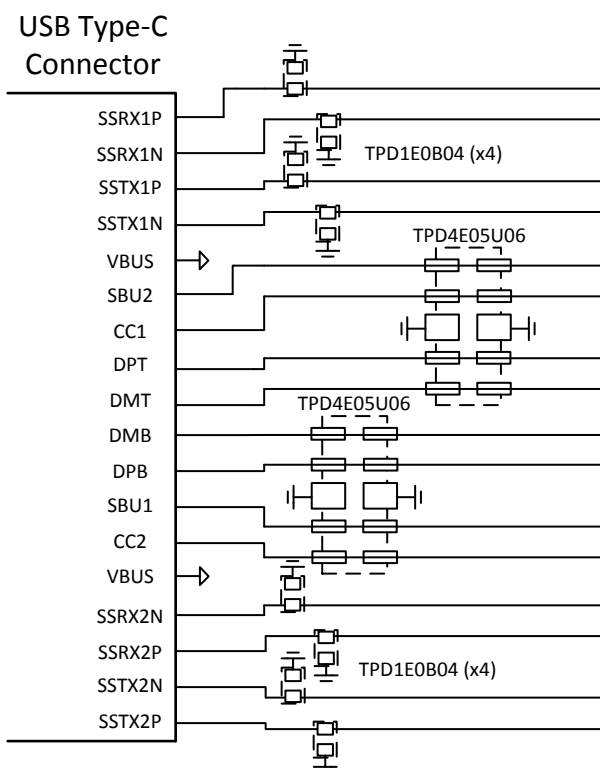 USB Type-C
Connector
SSRX1P
SSRX1N
TPD1E0B04 (x4)
SSTX1P
SSTX1N
TPD4E05U06
VBUS
SBU2
CC1
DPT
DMT
TPD4E05U06
DMB
DPB
SBU1
CC2
VBUS
SSRX2N
SSRX2P
TPD1E0B04 (x4)
SSTX2N
SSTX2P